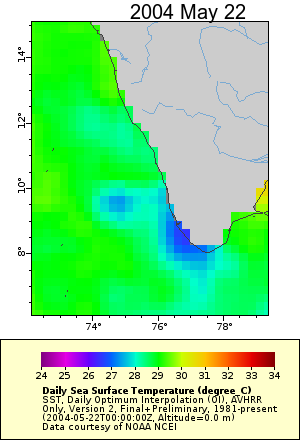 2004 May 22
14°
12°
10°
8°
74° 76° 78°
24 25 26 27 28 29 30 31 32 33 34
Daily Sea Surface Temperature (degree_C)
SST, Daily Optimum Interpolation (OI), AVHRR
Only, Version 2, Final+Preliminary, 1981-present
(2004-05-22T00:00:00Z, Altitude=0.0 m)
Data courtesy of NOAA NCEI